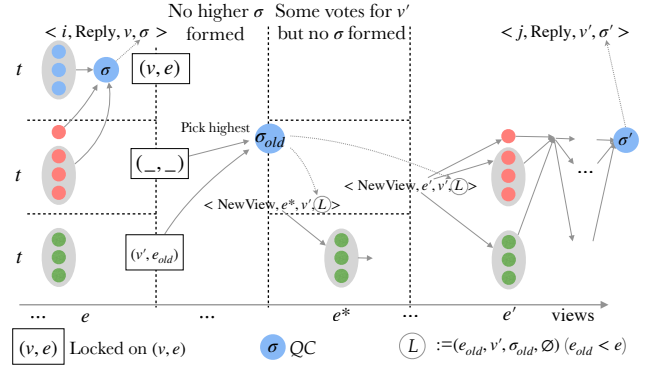 No higher σ
formed
Some votes for v′
but no σ formed
< i, Reply, v, σ >
< j, Reply, v′, σ′ >
t
σ
(v, e)
Pick highest
σold
σ′
t
(_, _)
< NewView, e′, v′, L >
...
< NewView, e*, v′, L >
t
(v′, eold)
... e ... e* ... e′ views
(v, e) Locked on (v, e) σ QC L :=(eold, v′, σold, Ø) (eold < e)